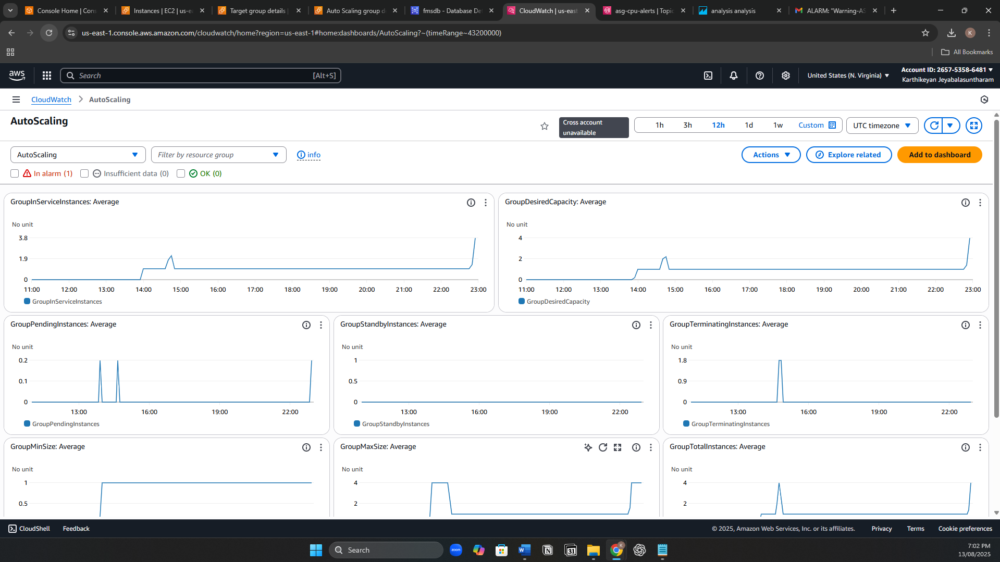 Console Home | Cons
Instances | EC2 | us-ea
Target group details |
Auto Scaling group d
fmsdb - Database De
CloudWatch | us-east
asg-cpu-alerts | Topic
analysis analysis
ALARM: "Warning-AS
us-east-1.console.aws.amazon.com/cloudwatch/home?region=us-east-1#home:dashboards/AutoScaling?~(timeRange~43200000)
K
All Bookmarks
aws
Search
[Alt+S]
United States (N. Virginia)
Account ID: 2657-5358-6481
Karthikeyan Jeyabalasuntharam
CloudWatch
AutoScaling
AutoScaling
Cross account
unavailable
1h 3h 12h 1d 1w Custom
UTC timezone
AutoScaling
Filter by resource group
info
Actions
Explore related
Add to dashboard
In alarm (1)
Insufficient data (0)
OK (0)
GroupInServiceInstances: Average
No unit
3.8
1.9
0
11:00 12:00 13:00 14:00 15:00 16:00 17:00 18:00 19:00 20:00 21:00 22:00 23:00
GroupInServiceInstances
GroupDesiredCapacity: Average
No unit
4
2
0
11:00 12:00 13:00 14:00 15:00 16:00 17:00 18:00 19:00 20:00 21:00 22:00 23:00
GroupDesiredCapacity
GroupPendingInstances: Average
No unit
0.2
0.1
0
13:00 16:00 19:00 22:00
GroupPendingInstances
GroupStandbyInstances: Average
No unit
1
0.5
0
13:00 16:00 19:00 22:00
GroupStandbyInstances
GroupTerminatingInstances: Average
No unit
1.8
0.9
0
13:00 16:00 19:00 22:00
GroupTerminatingInstances
GroupMinSize: Average
No unit
1
0.5
GroupMaxSize: Average
No unit
4
2
GroupTotalInstances: Average
No unit
4
2
CloudShell
Feedback
© 2025, Amazon Web Services, Inc. or its affiliates.
Privacy
Terms
Cookie preferences
Search
zoom
W
N
31
K
7:02 PM
13/08/2025